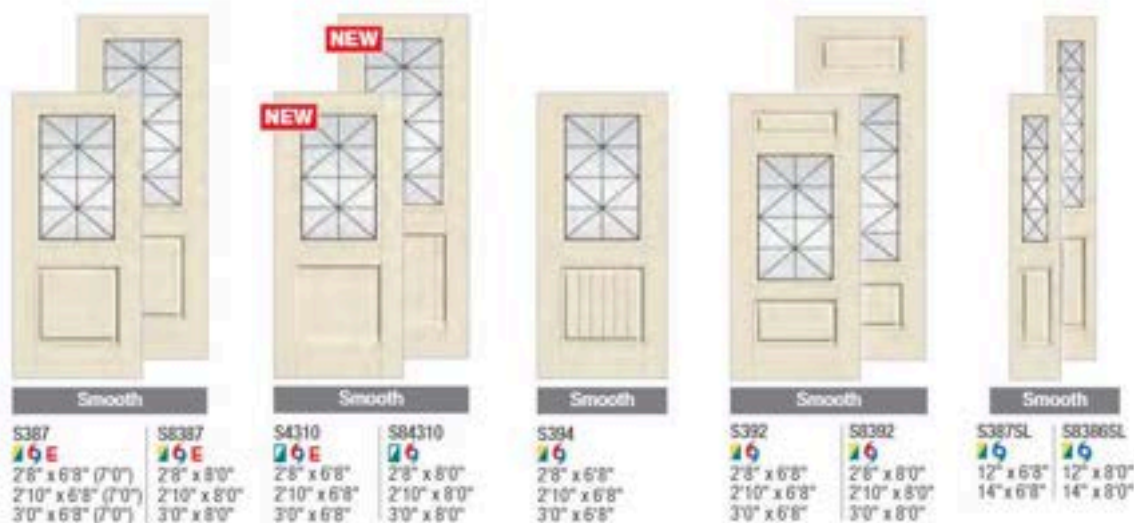 NEW
NEW
Smooth
Smooth
Smooth
Smooth
Smooth
S387
E
2'8" x 6'8" (7'0")
2'10" x 6'8" (7'0")
3'0" x 6'8" (7'0")
S8387
E
2'8" x 8'0"
2'10" x 8'0"
3'0" x 8'0"
S4310
E
2'8" x 6'8"
2'10" x 6'8"
3'0" x 6'8"
S84310
2'8" x 8'0"
2'10" x 8'0"
3'0" x 8'0"
S394
2'8" x 6'8"
2'10" x 6'8"
3'0" x 6'8"
S392
2'8" x 6'8"
2'10" x 6'8"
3'0" x 6'8"
S8392
2'8" x 8'0"
2'10" x 8'0"
3'0" x 8'0"
S387SL
12" x 6'8"
14" x 6'8"
S8386SL
12" x 8'0"
14" x 8'0"